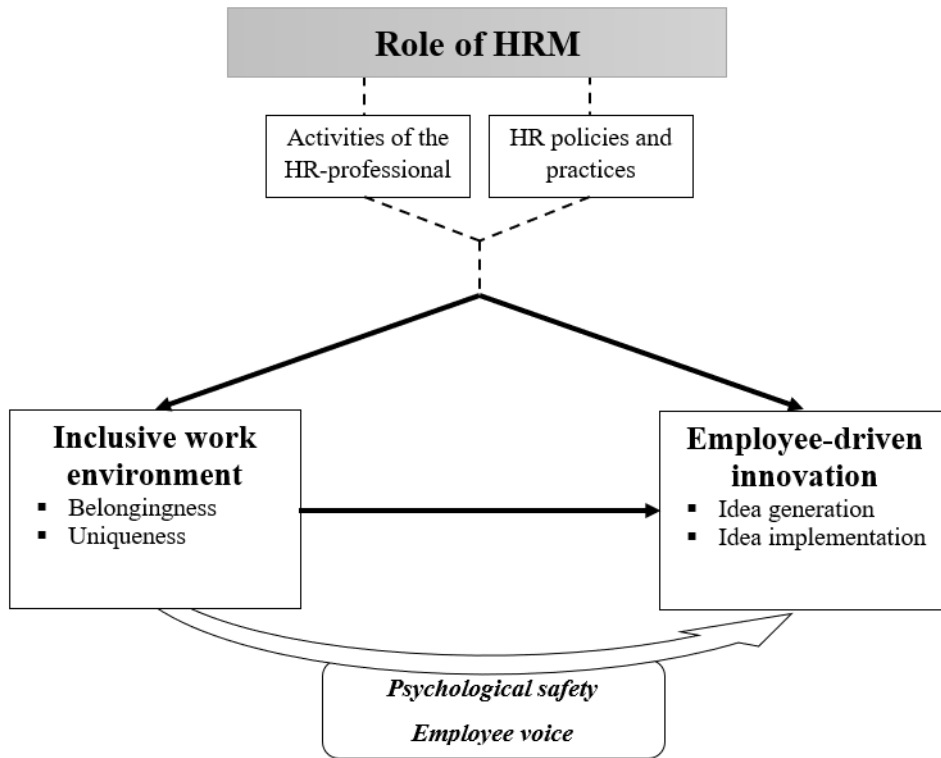 Role of HRM
Activities of the
HR-professional
HR policies and
practices
Inclusive work
environment
▪ Belongingness
▪ Uniqueness
Employee-driven
innovation
▪ Idea generation
▪ Idea implementation
Psychological safety
Employee voice